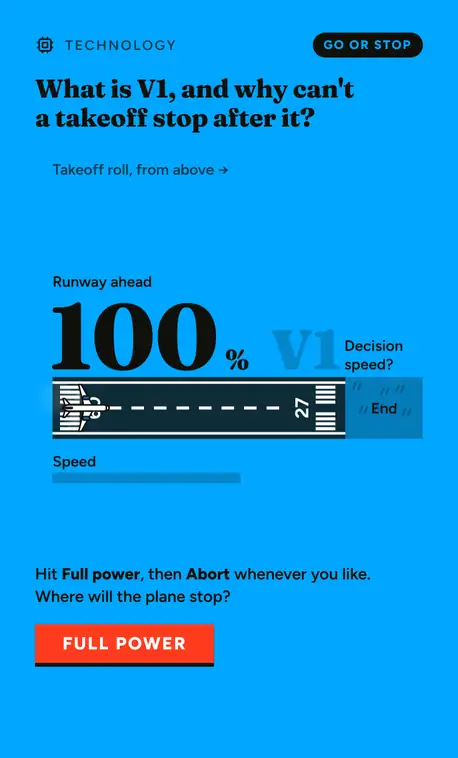 TECHNOLOGY
GO OR STOP
What is V1, and why can't
a takeoff stop after it?
Takeoff roll, from above →
Runway ahead
100 %
V1
Decision
speed?
27
End
Speed
Hit Full power, then Abort whenever you like.
Where will the plane stop?
FULL POWER